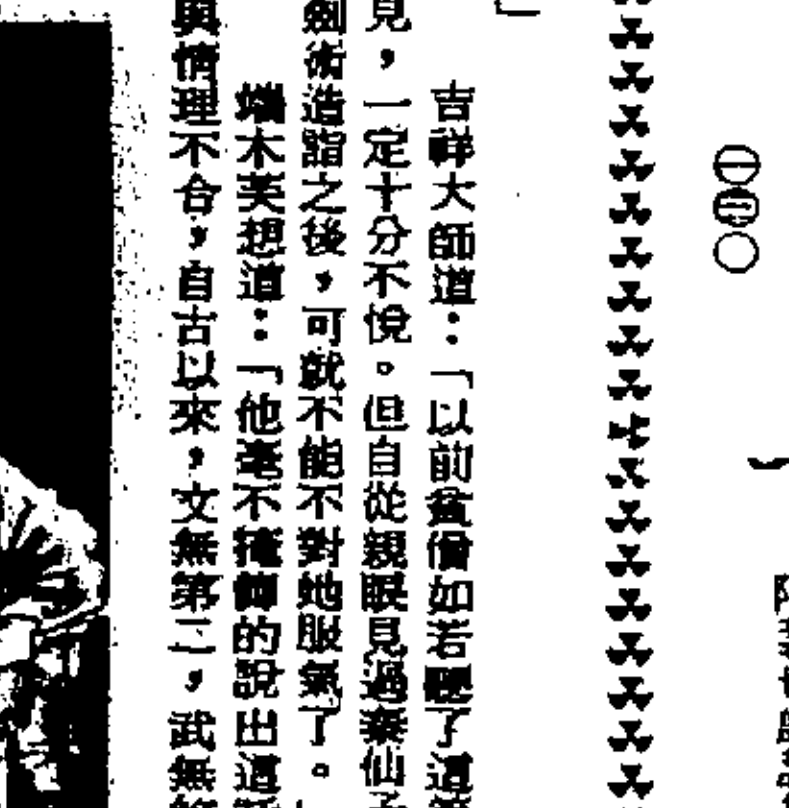 ㊀㊂○
吉祥大師道：「以前貧僧如若聽了這
見，一定十分不悅。但自從親眼見過秦仙子
劍術造詣之後，可就不能不對她服氣了。
端木芙想道：「他毫不掩飾的說出這話
與情理不合，自古以來，文無第二，武無